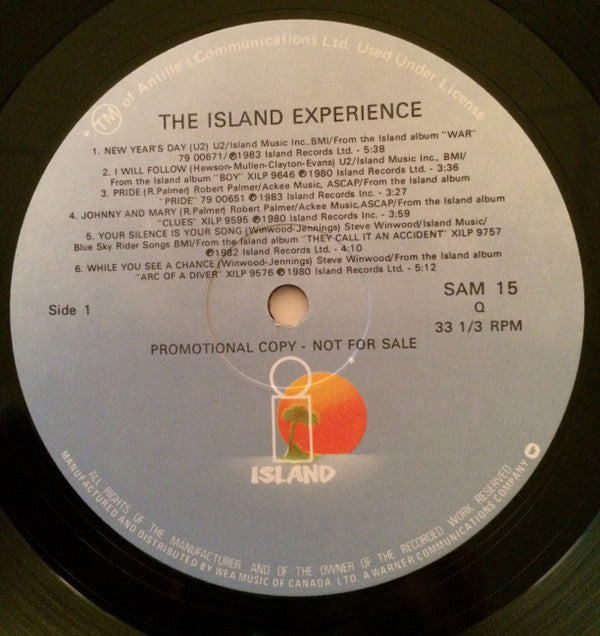 TM of Antille's Communications Ltd. Used Under License
THE ISLAND EXPERIENCE
1. NEW YEAR'S DAY (U2) U2/Island Music Inc., BMI/From the Island album "WAR"
79 00671/ ℗1983 Island Records Ltd. - 5:38
2. I WILL FOLLOW (Hewson-Mullen-Clayton-Evans) U2/Island Music Inc., BMI/
From the Island album "BOY" XILP 9646 ℗ 1980 Island Records Ltd. - 3:36
3. PRIDE (R.Palmer) Robert Palmer/Ackee Music, ASCAP/From the Island album
"PRIDE" 79 00651 ℗ 1983 Island Records Inc. - 3:27
4. JOHNNY AND MARY (R.Palmer) Robert Palmer/Ackee Music,ASCAP/From the Island album
"CLUES" XILP 9595 ℗ 1980 Island Records Ltd. - 3:59
5. YOUR SILENCE IS YOUR SONG (Winwood-Jennings) Steve Winwood/Island Music/
Blue Sky Rider Songs BMI/From the Island album "THEY CALL IT AN ACCIDENT" XILP 9757
℗1982 Island Records Ltd. - 4:10
6. WHILE YOU SEE A CHANCE (Winwood-Jennings) Steve Winwood/From the Island album
"ARC OF A DIVER" XILP 9576 ℗ 1980 Island Records Ltd. - 5:12
Side 1
SAM 15
Q
33 1/3 RPM
PROMOTIONAL COPY - NOT FOR SALE
ISLAND
ALL RIGHTS OF THE MANUFACTURER AND OF THE OWNER OF THE RECORDED WORK RESERVED
MANUFACTURED AND DISTRIBUTED BY WEA MUSIC OF CANADA, LTD. A WARNER COMMUNICATIONS COMPANY